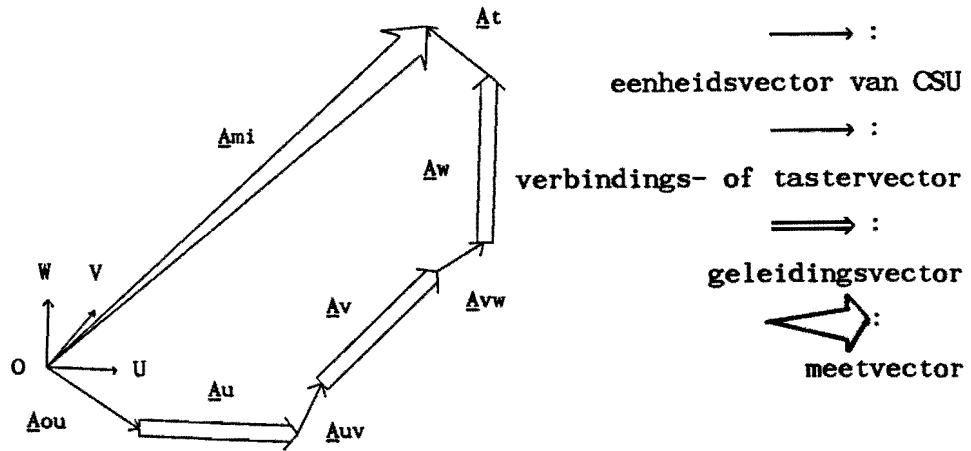 At
→ :
eenheidsvector van CSU
Ami
→ :
Aw
verbindings- of tastervector
⇒ :
geleidingsvector
W V
Av
Avw
:
meetvector
O U
Au
Aou
Auv